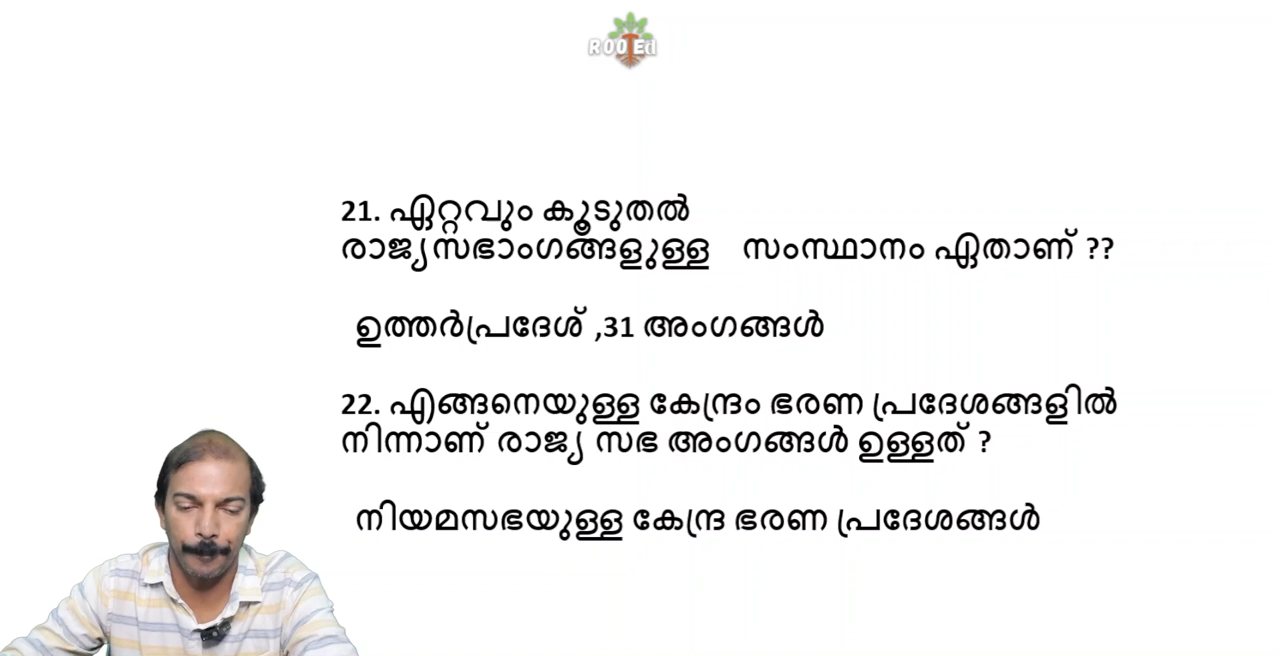 ROOTEd
21. ഏറ്റവും കൂടുതൽ
രാജ്യസഭാംഗങ്ങളുള്ള സംസ്ഥാനം ഏതാണ് ??
ഉത്തർപ്രദേശ് ,31 അംഗങ്ങൾ
22. എങ്ങനെയുള്ള കേന്ദ്രം ഭരണ പ്രദേശങ്ങളിൽ
നിന്നാണ് രാജ്യ സഭ അംഗങ്ങൾ ഉള്ളത് ?
നിയമസഭയുള്ള കേന്ദ്ര ഭരണ പ്രദേശങ്ങൾ